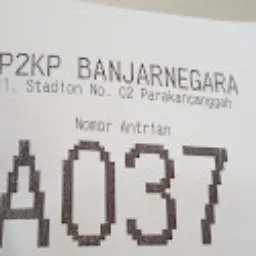 P2KP BANJARNEGARA
l. Stadion No. 02 Parakancanggah
Nomor Antrian
A037